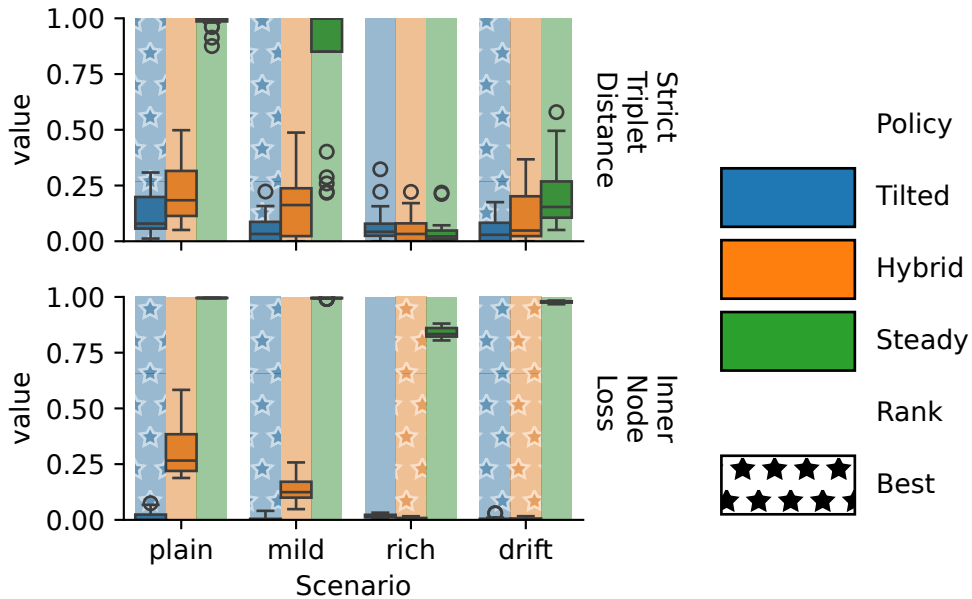 1.00
0.75
0.50
0.25
0.00
value
Strict
Triplet
Distance
1.00
0.75
0.50
0.25
0.00
value
Inner
Node
Loss
plain mild rich drift
Scenario
Policy
Tilted
Hybrid
Steady
Rank
Best